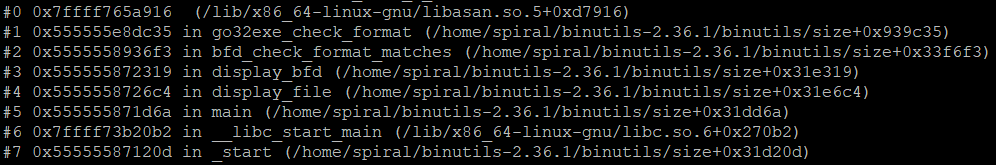 #0 0x7ffff765a916  (/lib/x86_64-linux-gnu/libasan.so.5+0xd7916)
#1 0x555555e8dc35 in go32exe_check_format (/home/spiral/binutils-2.36.1/binutils/size+0x939c35)
#2 0x5555558936f3 in bfd_check_format_matches (/home/spiral/binutils-2.36.1/binutils/size+0x33f6f3)
#3 0x555555872319 in display_bfd (/home/spiral/binutils-2.36.1/binutils/size+0x31e319)
#4 0x5555558726c4 in display_file (/home/spiral/binutils-2.36.1/binutils/size+0x31e6c4)
#5 0x555555871d6a in main (/home/spiral/binutils-2.36.1/binutils/size+0x31dd6a)
#6 0x7ffff73b20b2 in __libc_start_main (/lib/x86_64-linux-gnu/libc.so.6+0x270b2)
#7 0x55555587120d in _start (/home/spiral/binutils-2.36.1/binutils/size+0x31d20d)